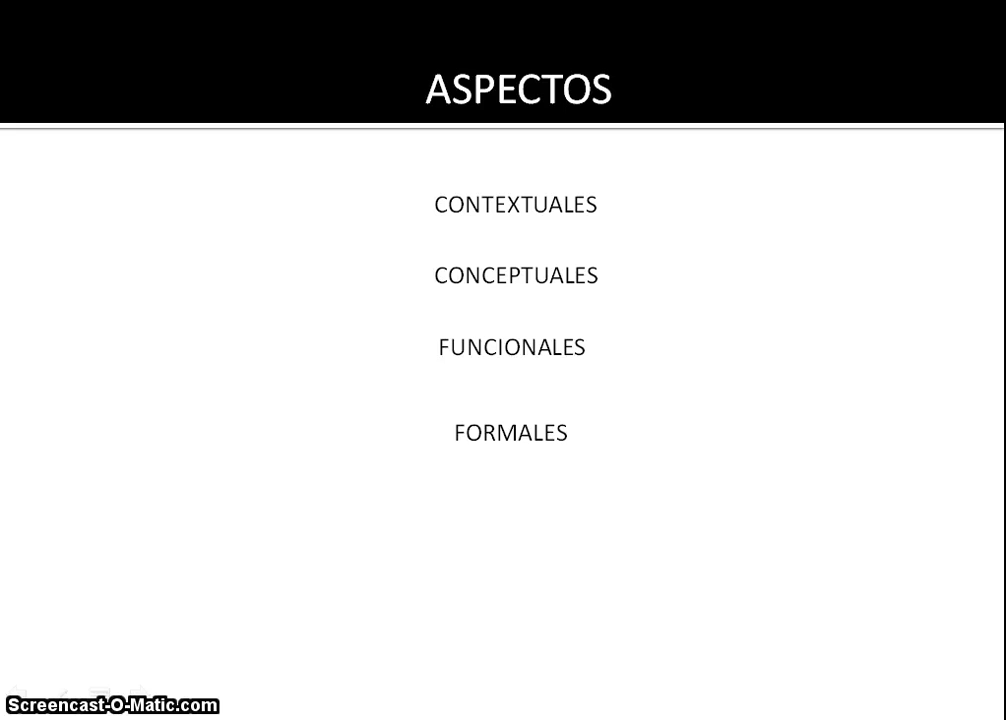 ASPECTOS
CONTEXTUALES
CONCEPTUALES
FUNCIONALES
FORMALES
Screencast-O-Matic.com